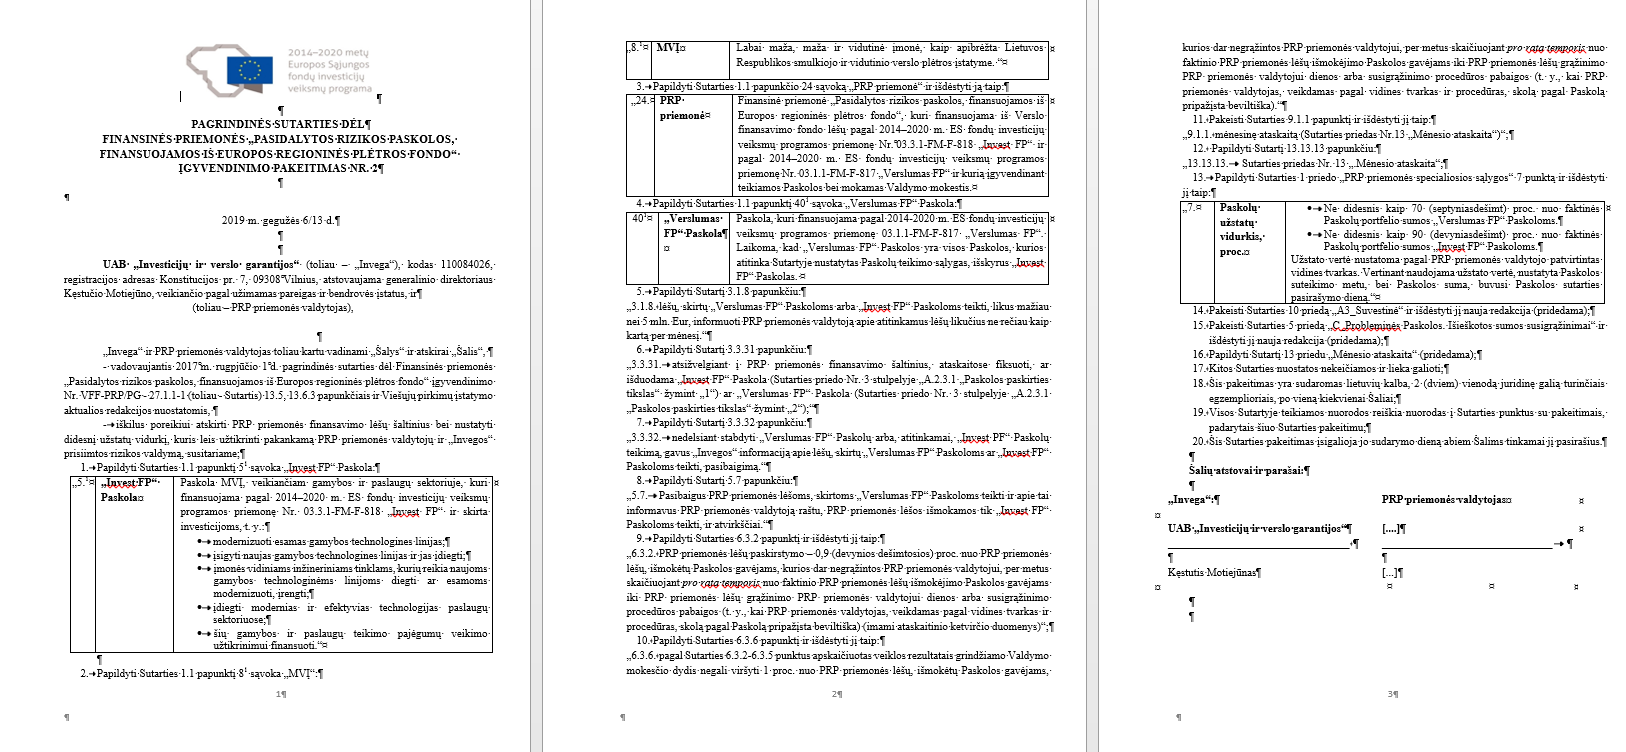 2014–2020 metų
Europos Sąjungos
fondų investicijų
veiksmų programa
PAGRINDINĖS SUTARTIES DĖL
FINANSINĖS PRIEMONĖS „PASIDALYTOS RIZIKOS PASKOLOS,
FINANSUOJAMOS IŠ EUROPOS REGIONINĖS PLĖTROS FONDO“
ĮGYVENDINIMO PAKEITIMAS NR. 2
2019 m. gegužės 6/13 d.
UAB „Investicijų ir verslo garantijos“ (toliau – „Invega“), kodas 110084026,
registracijos adresas Konstitucijos pr. 7, 09308 Vilnius, atstovaujama generalinio direktoriaus
Kęstučio Motiejūno, veikiančio pagal užimamas pareigas ir bendrovės įstatus, ir
(toliau – PRP priemonės valdytojas),
„Invega“ ir PRP priemonės valdytojas toliau kartu vadinami „Šalys“ ir atskirai „Šalis“,
- vadovaujantis 2017 m. rugpjūčio 1 d. pagrindinės sutarties dėl Finansinės priemonės
„Pasidalytos rizikos paskolos, finansuojamos iš Europos regioninės plėtros fondo“ įgyvendinimo
Nr. VFF-PRP/PG - 27.1.1-1 (toliau – Sutartis) 13.5, 13.6.3 papunkčiais ir Viešųjų pirkimų įstatymo
aktualios redakcijos nuostatomis,
- iškilus poreikiui atskirti PRP priemonės finansavimo lėšų šaltinius bei nustatyti
didesnį užstatų vidurkį, kuris leis užtikrinti pakankamą PRP priemonės valdytojų ir „Invegos“
prisiimtos rizikos valdymą, susitariame;
1. Papildyti Sutarties 1.1 papunktį 5¹ sąvoka „Invest FP“ Paskola:
„5.¹ „Invest FP“ Paskola MVĮ, veikiančiam gamybos ir paslaugų sektoriuje, kuri
Paskola finansuojama pagal 2014–2020 m. ES fondų investicijų veiksmų
programos priemonę Nr. 03.3.1-FM-F-818 „Invest FP“ ir skirta
investicijoms, t. y.:
• modernizuoti esamas gamybos technologines linijas;
• įsigyti naujas gamybos technologines linijas ir jas įdiegti;
• įmonės vidiniams inžineriniams tinklams, kurių reikia naujoms
gamybos technologinėms linijoms diegti ar esamoms
modernizuoti, įrengti;
• įdiegti modernias ir efektyvias technologijas paslaugų
sektoriuose;
• šių gamybos ir paslaugų teikimo pajėgumų veikimo
užtikrinimui finansuoti.“
2. Papildyti Sutarties 1.1 papunktį 8¹ sąvoka „MVĮ“:
1
„8.¹ MVĮ Labai maža, maža ir vidutinė įmonė, kaip apibrėžta Lietuvos
Respublikos smulkiojo ir vidutinio verslo plėtros įstatyme. “
3. Papildyti Sutarties 1.1 papunkčio 24 sąvoką „PRP priemonė“ ir išdėstyti ją taip:
„24. PRP Finansinė priemonė „Pasidalytos rizikos paskolos, finansuojamos iš
priemonė Europos regioninės plėtros fondo“, kuri finansuojama iš Verslo
finansavimo fondo lėšų pagal 2014–2020 m. ES fondų investicijų
veiksmų programos priemonę Nr. 03.3.1-FM-F-818 „Invest FP“ ir
pagal 2014–2020 m. ES fondų investicijų veiksmų programos
priemonę Nr. 03.1.1-FM-F-817 „Verslumas FP“ ir kurią įgyvendinant
teikiamos Paskolos bei mokamas Valdymo mokestis.
4. Papildyti Sutarties 1.1 papunktį 40¹ sąvoka „Verslumas FP“ Paskola:
40¹ „Verslumas Paskola, kuri finansuojama pagal 2014-2020 m. ES fondų investicijų
FP“ Paskola veiksmų programos priemonę 03.1.1-FM-F-817 „Verslumas FP“.
Laikoma, kad „Verslumas FP“ Paskolos yra visos Paskolos, kurios
atitinka Sutartyje nustatytas Paskolų teikimo sąlygas, išskyrus „Invest
FP“ Paskolas.
5. Papildyti Sutartį 3.1.8 papunkčiu:
„3.1.8. lėšų, skirtų „Verslumas FP“ Paskoloms arba „Invest FP“ Paskoloms teikti, likus mažiau
nei 5 mln. Eur, informuoti PRP priemonės valdytoją apie atitinkamus lėšų likučius ne rečiau kaip
kartą per mėnesį.“
6. Papildyti Sutartį 3.3.31 papunkčiu:
„3.3.31. atsižvelgiant į PRP priemonės finansavimo šaltinius, ataskaitose fiksuoti, ar
išduodama „Invest FP“ Paskola (Sutarties priedo Nr. 3 stulpelyje „A.2.3.1 „Paskolos paskirties
tikslas“ žymint „1“) ar „Verslumas FP“ Paskola (Sutarties priedo Nr. 3 stulpelyje „A.2.3.1
„Paskolos paskirties tikslas“ žymint „2“);“
7. Papildyti Sutartį 3.3.32 papunkčiu:
„3.3.32. nedelsiant stabdyti „Verslumas FP“ Paskolų arba, atitinkamai, „Invest PF“ Paskolų
teikimą, gavus „Invegos“ informaciją apie lėšų, skirtų „Verslumas FP“ Paskoloms ar „Invest FP“
Paskoloms teikti, pasibaigimą.“
8. Papildyti Sutartį 5.7 papunkčiu:
„5.7. Pasibaigus PRP priemonės lėšoms, skirtoms „Verslumas FP“ Paskoloms teikti ir apie tai
informavus PRP priemonės valdytoją raštu, PRP priemonės lėšos išmokamos tik „Invest FP“
Paskoloms teikti, ir atvirkščiai.“
9. Papildyti Sutarties 6.3.2 papunktį ir išdėstyti jį taip:
„6.3.2. PRP priemonės lėšų paskirstymo – 0,9 (devynios dešimtosios) proc. nuo PRP priemonės
lėšų, išmokėtų Paskolos gavėjams, kurios dar negrąžintos PRP priemonės valdytojui, per metus
skaičiuojant pro rata temporis nuo faktinio PRP priemonės lėšų išmokėjimo Paskolos gavėjams
iki PRP priemonės lėšų grąžinimo PRP priemonės valdytojui dienos arba susigrąžinimo
procedūros pabaigos (t. y., kai PRP priemonės valdytojas, veikdamas pagal vidines tvarkas ir
procedūras, skolą pagal Paskolą pripažįsta beviltiška) (imami ataskaitinio ketvirčio duomenys)“;
10. Papildyti Sutarties 6.3.6 papunktį ir išdėstyti jį taip:
„6.3.6. pagal Sutarties 6.3.2-6.3.5 punktus apskaičiuotas veiklos rezultatais grindžiamo Valdymo
mokesčio dydis negali viršyti 1 proc. nuo PRP priemonės lėšų, išmokėtų Paskolos gavėjams,
2
kurios dar negrąžintos PRP priemonės valdytojui, per metus skaičiuojant pro rata temporis nuo
faktinio PRP priemonės lėšų išmokėjimo Paskolos gavėjams iki PRP priemonės lėšų grąžinimo
PRP priemonės valdytojui dienos arba susigrąžinimo procedūros pabaigos (t. y., kai PRP
priemonės valdytojas, veikdamas pagal vidines tvarkas ir procedūras, skolą pagal Paskolą
pripažįsta beviltiška).“
11. Pakeisti Sutarties 9.1.1 papunktį ir išdėstyti jį taip:
„9.1.1. mėnesinę ataskaitą (Sutarties priedas Nr.13 „Mėnesio ataskaita“)“;
12. Papildyti Sutartį 13.13.13 papunkčiu:
„13.13.13. Sutarties priedas Nr. 13 „Mėnesio ataskaita“;
13. Papildyti Sutarties 1 priedo „PRP priemonės specialiosios sąlygos“ 7 punktą ir išdėstyti
jį taip:
„7. Paskolų • Ne didesnis kaip 70 (septyniasdešimt) proc. nuo faktinės
užstatų Paskolų portfelio sumos „Verslumas FP“ Paskoloms.
vidurkis, • Ne didesnis kaip 90 (devyniasdešimt) proc. nuo faktinės
proc. Paskolų portfelio sumos „Invest FP“ Paskoloms.
Užstato vertė nustatoma pagal PRP priemonės valdytojo patvirtintas
vidines tvarkas. Vertinant naudojama užstato vertė, nustatyta Paskolos
suteikimo metu, bei Paskolos suma, buvusi Paskolos sutarties
pasirašymo dieną.“
14. Pakeisti Sutarties 10 priedą „A3_Suvestinė“ ir išdėstyti jį nauja redakcija (pridedama);
15. Pakeisti Sutarties 5 priedą „C_Probleminės Paskolos. Išieškotos sumos susigrąžinimai“ ir
išdėstyti jį nauja redakcija (pridedama);
16. Papildyti Sutartį 13 priedu „Mėnesio ataskaita“ (pridedama);
17. Kitos Sutarties nuostatos nekeičiamos ir lieka galioti;
18. Šis pakeitimas yra sudaromas lietuvių kalba, 2 (dviem) vienodą juridinę galią turinčiais
egzemplioriais, po vieną kiekvienai Šaliai;
19. Visos Sutartyje teikiamos nuorodos reiškia nuorodas į Sutarties punktus su pakeitimais,
padarytais šiuo Sutarties pakeitimu;
20. Šis Sutarties pakeitimas įsigalioja jo sudarymo dieną abiem Šalims tinkamai jį pasirašius.
Šalių atstovai ir parašai:
„Invega“: PRP priemonės valdytojas
UAB „Investicijų ir verslo garantijos“ [....]
Kęstutis Motiejūnas [...]
3